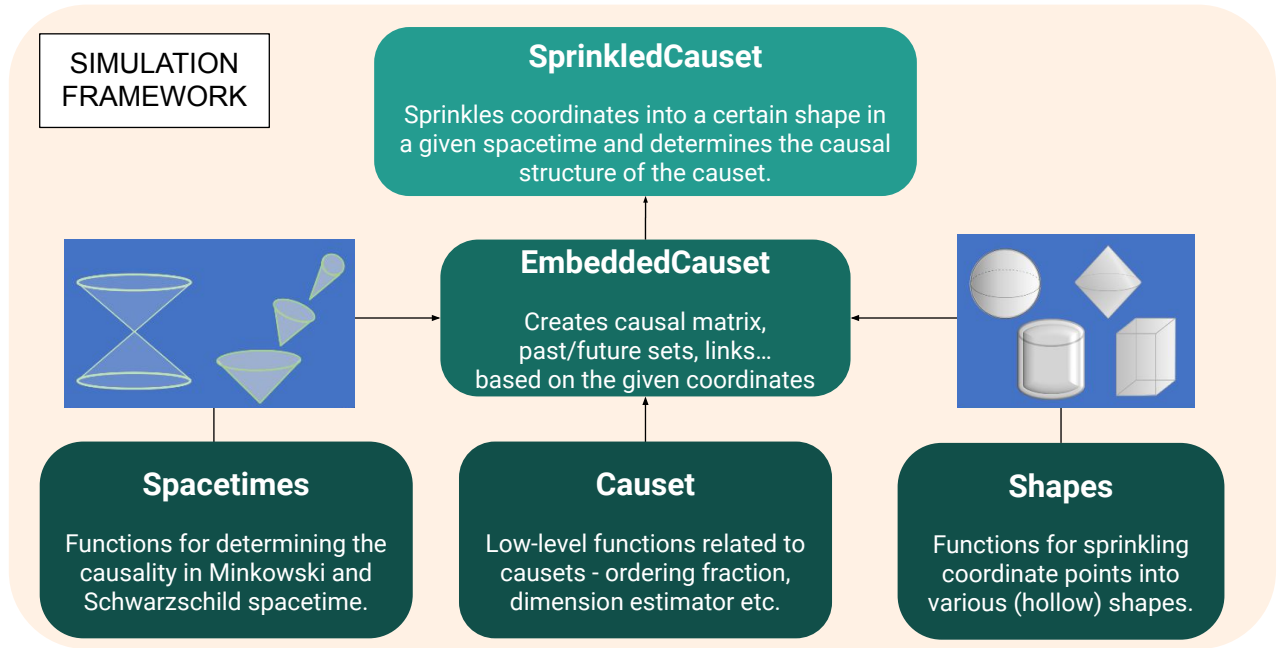 SIMULATION
FRAMEWORK
SprinkledCauset
Sprinkles coordinates into a certain shape in
a given spacetime and determines the causal
structure of the causet.
EmbeddedCauset
Creates causal matrix,
past/future sets, links...
based on the given coordinates
Spacetimes
Functions for determining the
causality in Minkowski and
Schwarzschild spacetime.
Causet
Low-level functions related to
causets - ordering fraction,
dimension estimator etc.
Shapes
Functions for sprinkling
coordinate points into
various (hollow) shapes.